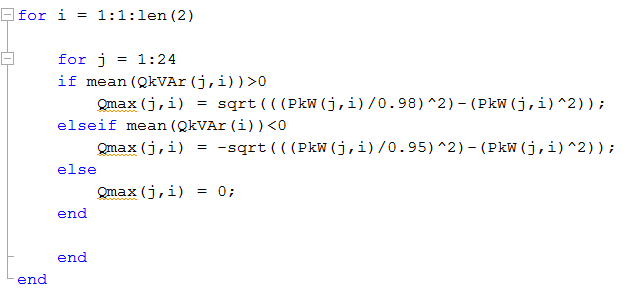 for i = 1:1:len(2)
for j = 1:24
if mean(QkVAr(j,i))>0
Qmax(j,i) = sqrt(((PkW(j,i)/0.98)^2)-(PkW(j,i)^2));
elseif mean(QkVAr(i))<0
Qmax(j,i) = -sqrt(((PkW(j,i)/0.95)^2)-(PkW(j,i)^2));
else
Qmax(j,i) = 0;
end
end
end